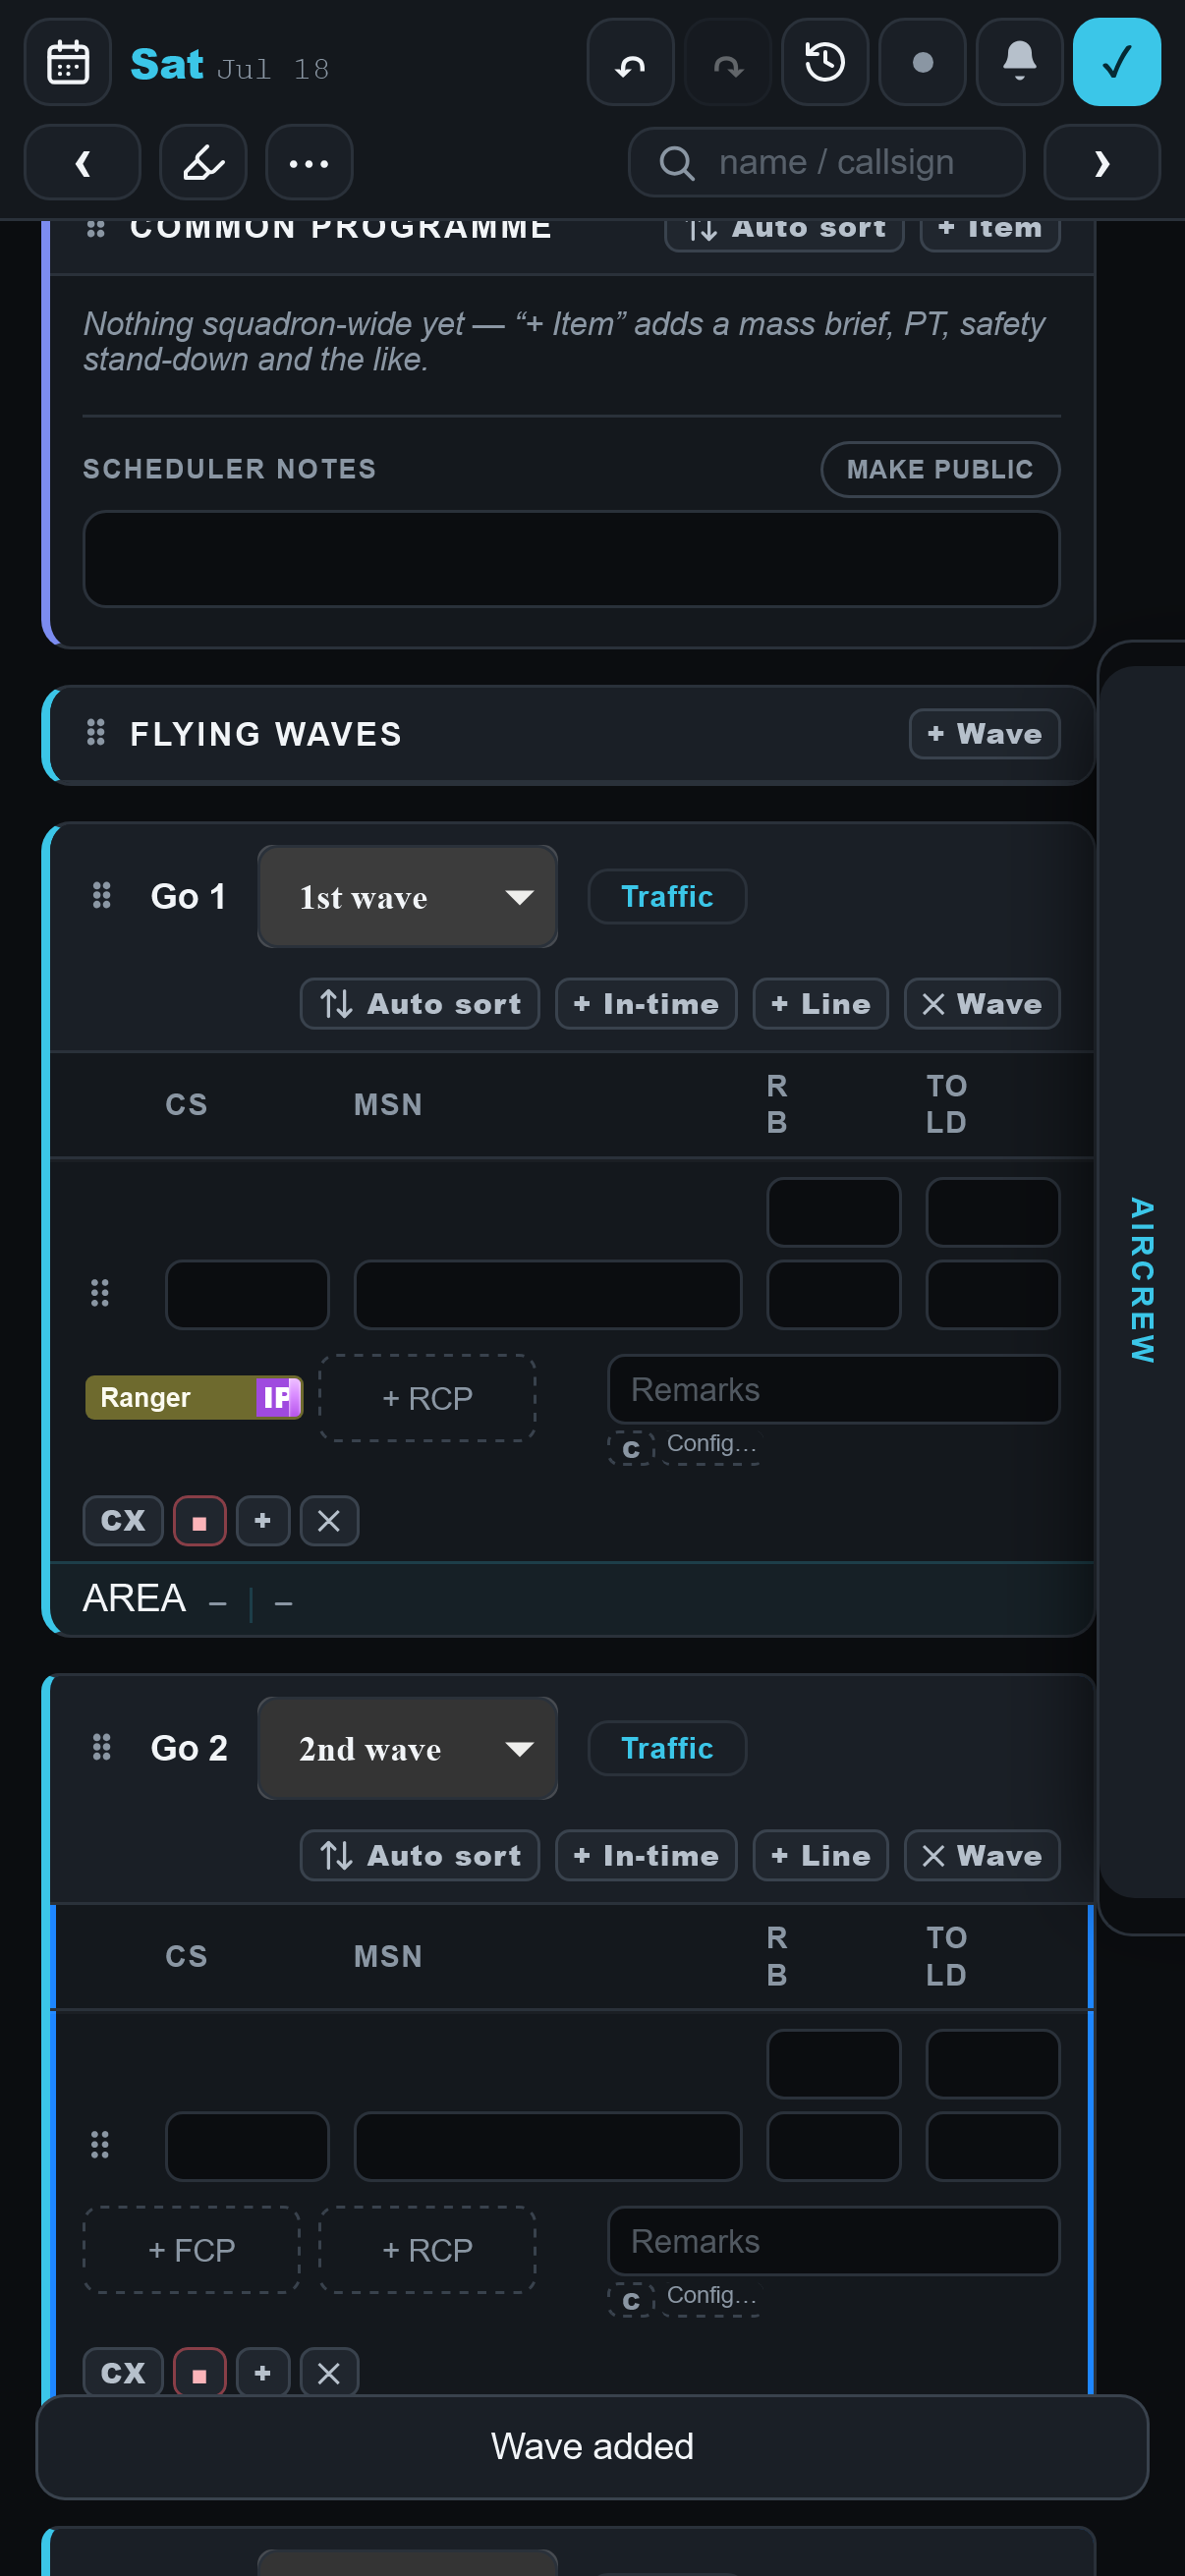 Sat Jul 18
name / callsign
COMMON PROGRAMME
Auto sort
+ Item
Nothing squadron-wide yet — “+ Item” adds a mass brief, PT, safety
stand-down and the like.
SCHEDULER NOTES
MAKE PUBLIC
FLYING WAVES
+ Wave
Go 1
1st wave
Traffic
Auto sort
+ In-time
+ Line
× Wave
CS
MSN
R
B
TO
LD
AIRCREW
Ranger
IP
+ RCP
Remarks
C
Config...
CX
+
×
AREA – | –
Go 2
2nd wave
Traffic
Auto sort
+ In-time
+ Line
× Wave
CS
MSN
R
B
TO
LD
+ FCP
+ RCP
Remarks
C
Config...
CX
+
×
Wave added